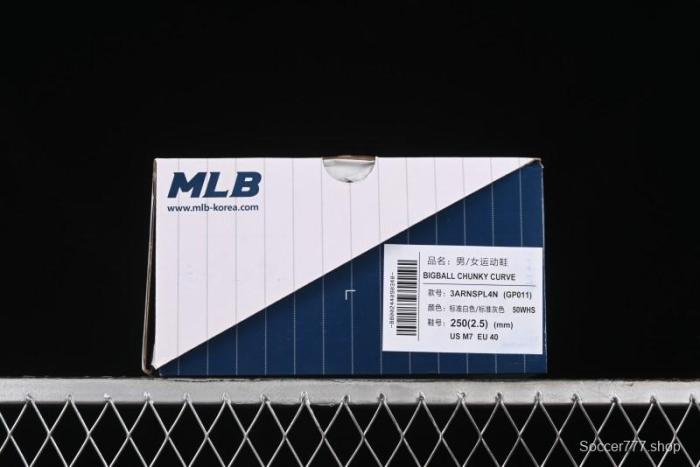 MLB
www.mlb-korea.com
品名：男/女运动鞋
BIGBALL CHUNKY CURVE
款号：3ARNSPL4N (GP011)
颜色：标准白色/标准灰色 50WHS
鞋号：250(2.5) (mm)
US M7 EU 40
Soccer777.shop